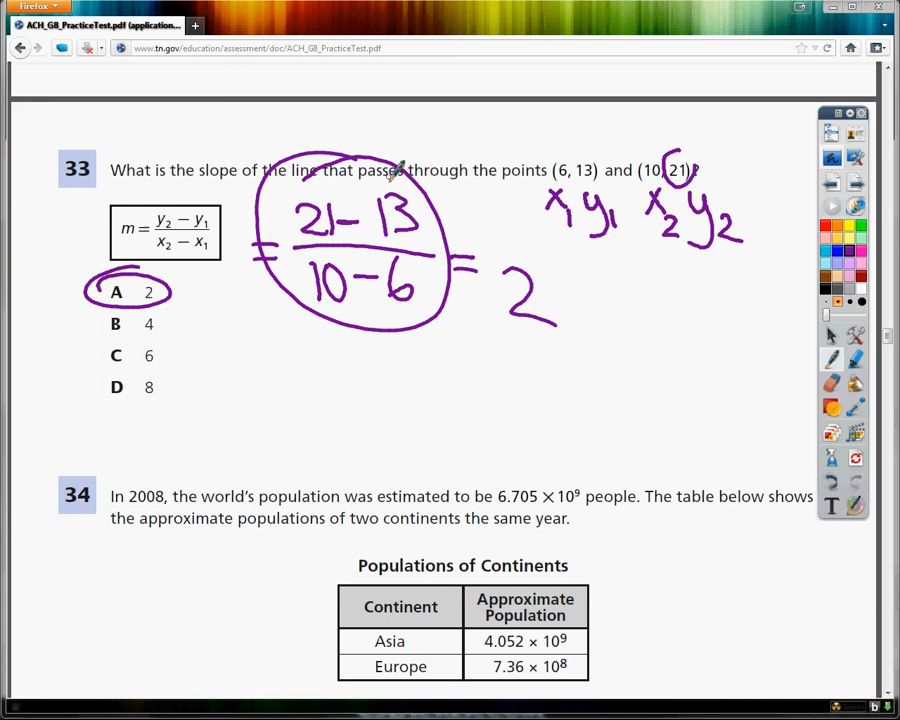 Firefox
ACH_G8_PracticeTest.pdf (application...
www.tn.gov/education/assessment/doc/ACH_G8_PracticeTest.pdf
33 What is the slope of the line that passes through the points (6, 13) and (10, 21)?
x₁ y₁ x₂ y₂
m = y₂ − y₁ / x₂ − x₁
= 21 − 13 / 10 − 6 = 2
A 2
B 4
C 6
D 8
34 In 2008, the world's population was estimated to be 6.705 × 10⁹ people. The table below shows
the approximate populations of two continents the same year.
Populations of Continents
Continent Approximate Population
Asia 4.052 × 10⁹
Europe 7.36 × 10⁸